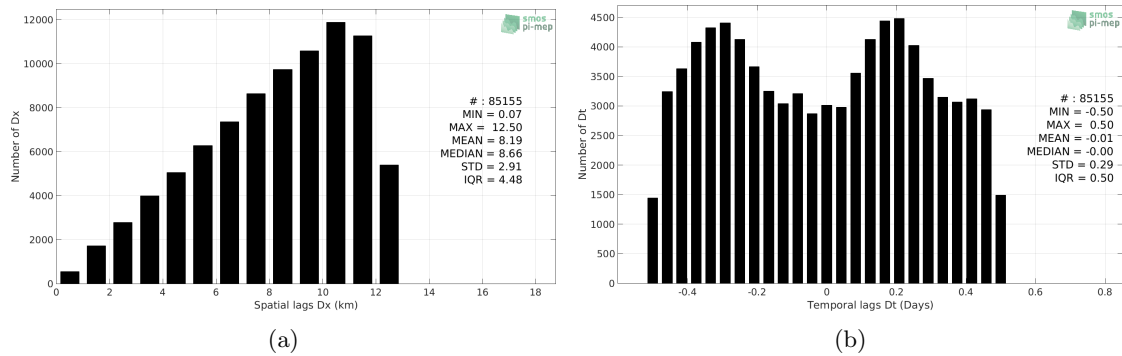 12000
10000
8000
6000
4000
2000
0
Number of Dx
0 2 4 6 8 10 12 14 16 18
Spatial lags Dx (km)
smos
pi-mep
# : 85155
MIN = 0.07
MAX = 12.50
MEAN = 8.19
MEDIAN = 8.66
STD = 2.91
IQR = 4.48
(a)
4500
4000
3500
3000
2500
2000
1500
1000
500
0
Number of Dt
-0.4 -0.2 0 0.2 0.4 0.6 0.8
Temporal lags Dt (Days)
smos
pi-mep
# : 85155
MIN = -0.50
MAX = 0.50
MEAN = -0.01
MEDIAN = -0.00
STD = 0.29
IQR = 0.50
(b)